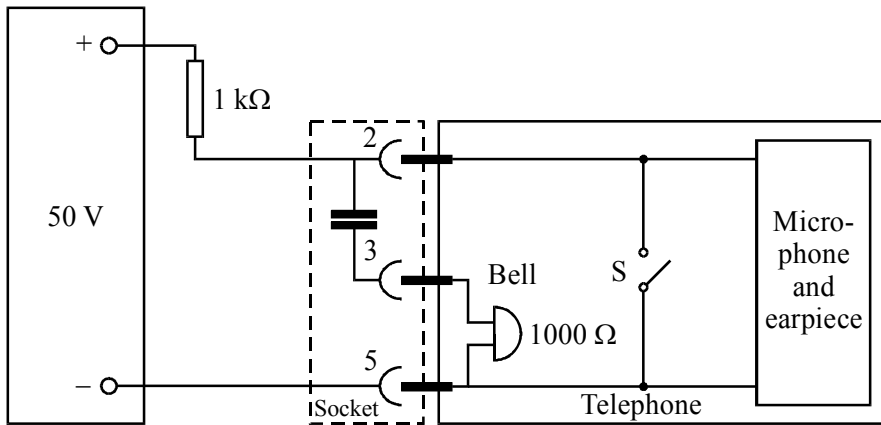 +
1 kΩ
50 V
–
2
3
5
Socket
Bell
1000 Ω
S
Telephone
Micro-
phone
and
earpiece